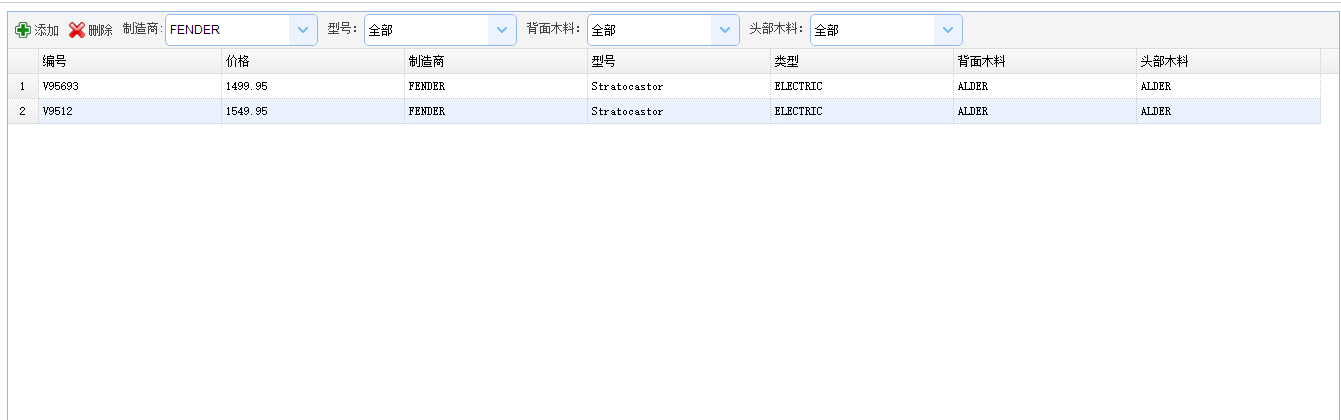 添加 删除 制造商: FENDER 型号: 全部 背面木料: 全部 头部木料: 全部
编号 价格 制造商 型号 类型 背面木料 头部木料
1 V95693 1499.95 FENDER Stratocastor ELECTRIC ALDER ALDER
2 V9512 1549.95 FENDER Stratocastor ELECTRIC ALDER ALDER